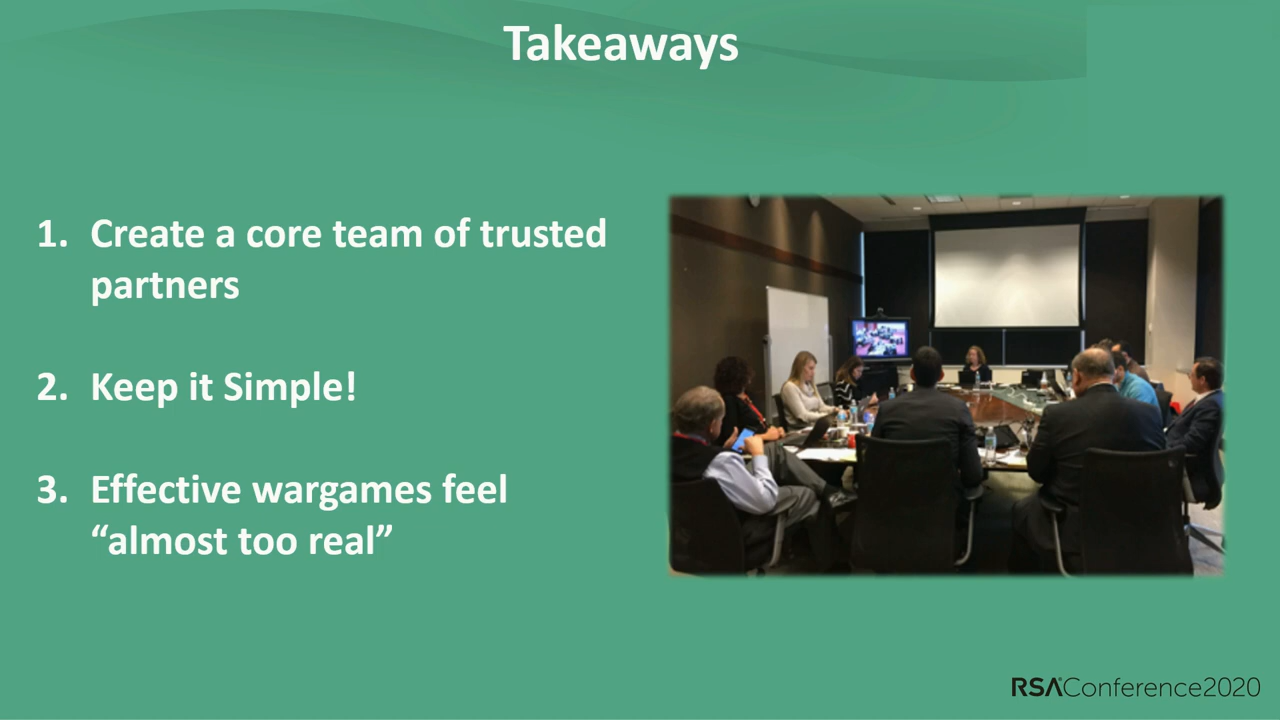 Takeaways
1. Create a core team of trusted
partners
2. Keep it Simple!
3. Effective wargames feel
“almost too real”
RSAConference2020